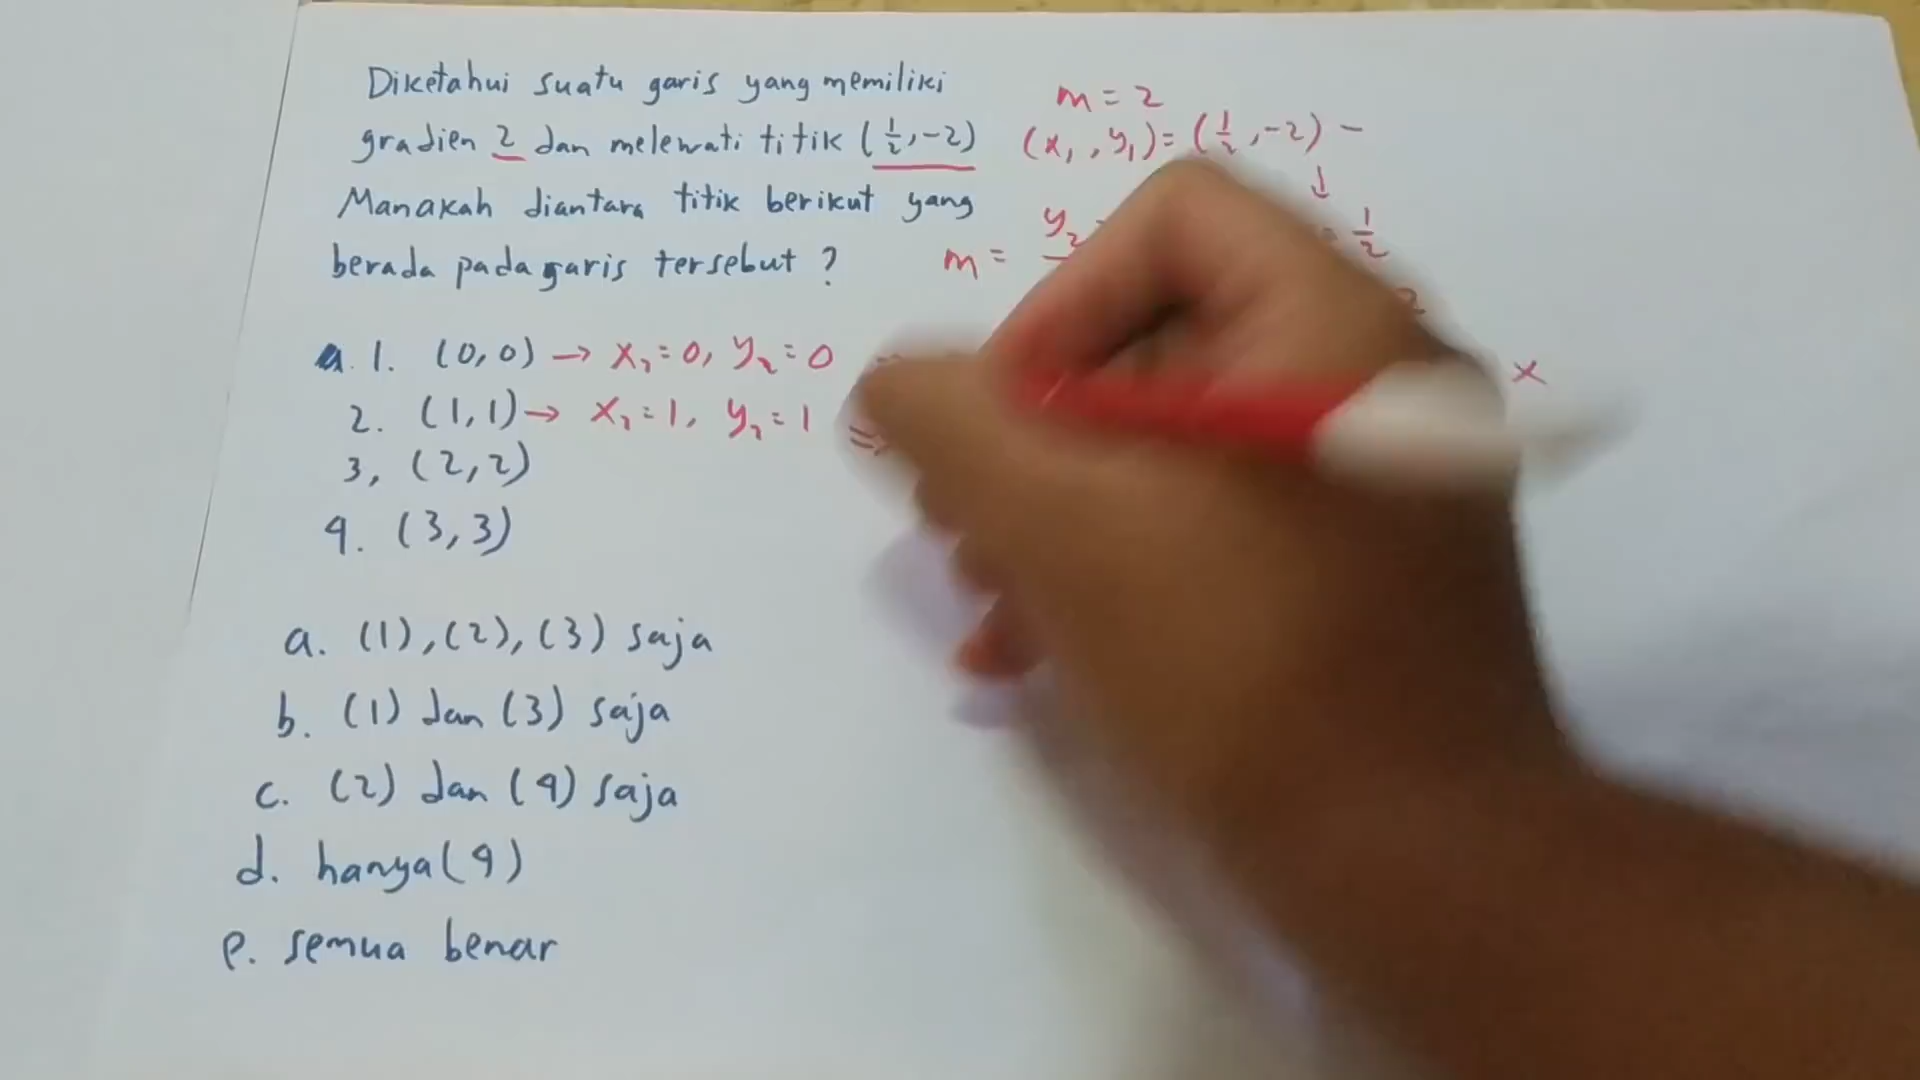 Diketahui suatu garis yang memiliki
gradien 2 dan melewati titik (1/2, -2)
Manakah diantara titik berikut yang
berada pada garis tersebut ?
1. (0, 0) → x₂ = 0, y₂ = 0
2. (1, 1) → x₂ = 1, y₂ = 1 ⇒
3, (2, 2)
4. (3, 3)
a. (1), (2), (3) saja
b. (1) dan (3) saja
c. (2) dan (4) saja
d. hanya (4)
e. semua benar
m = 2
(x₁, y₁) = (1/2, -2) -
↓
m = y₂
1/2
x